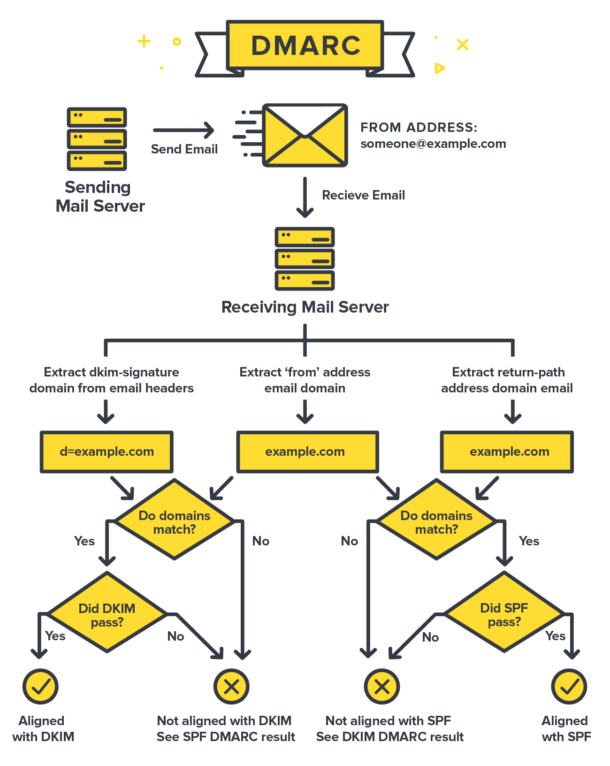 DMARC
FROM ADDRESS:
someone@example.com
Send Email
Sending
Mail Server
Recieve Email
Receiving Mail Server
Extract dkim-signature
domain from email headers
Extract ‘from’ address
email domain
Extract return-path
address domain email
d=example.com
example.com
example.com
Do domains
match?
Do domains
match?
Yes
No
No
Yes
Did DKIM
pass?
Did SPF
pass?
Yes
No
No
Yes
Aligned
with DKIM
Not aligned with DKIM
See SPF DMARC result
Not aligned with SPF
See DKIM DMARC result
Aligned
wth SPF